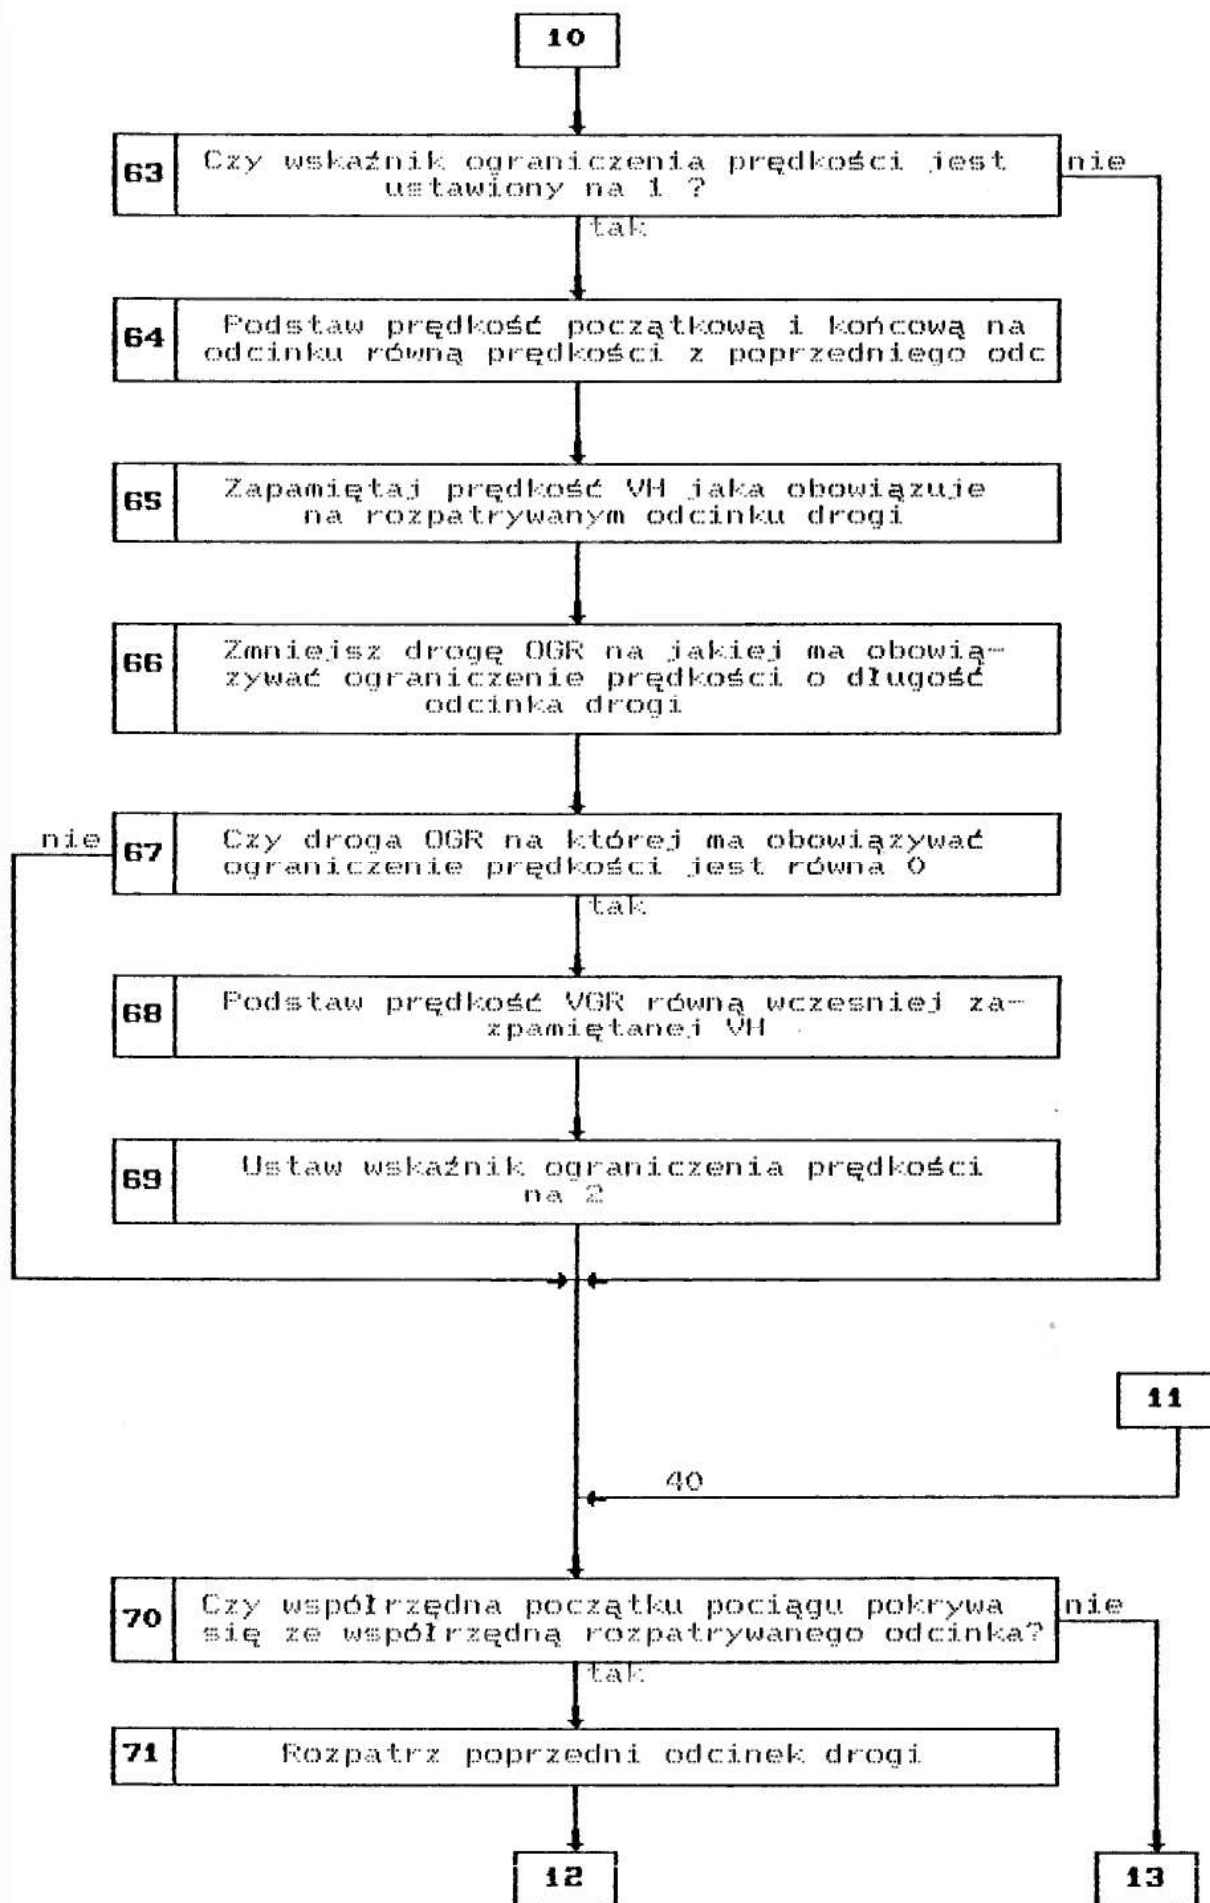 10
63 Czy wskaźnik ograniczenia prędkości jest nie
ustawiony na 1 ?
tak
64 Podstaw prędkość początkową i końcową na
odcinku równą prędkości z poprzedniego odc
65 Zapamiętaj prędkość VH jaka obowiązuje
na rozpatrywanym odcinku drogi
66 Zmniejsz drogę OGR na jakiej ma obowią-
zywać ograniczenie prędkości o długość
odcinka drogi
nie 67 Czy droga OGR na której ma obowiązywać
ograniczenie prędkości jest równa 0
tak
68 Podstaw prędkość VGR równą wczesniej za-
zpamiętanej VH
69 Ustaw wskaźnik ograniczenia prędkości
na 2
11
40
70 Czy współrzędna początku pociągu pokrywa nie
się ze współrzędną rozpatrywanego odcinka?
tak
71 Rozpatrz poprzedni odcinek drogi
12 13